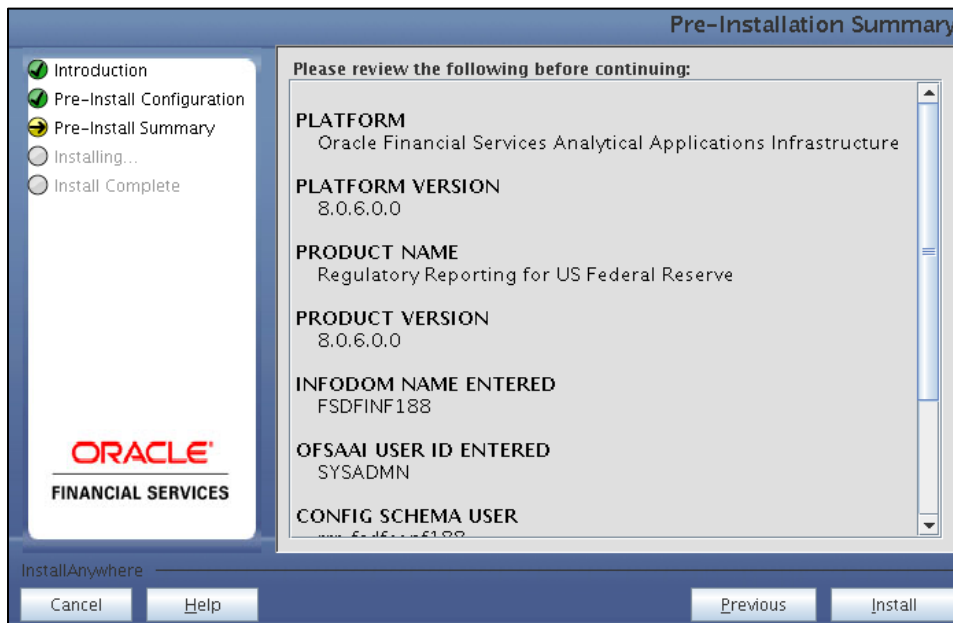 Pre-Installation Summary
Introduction
Pre-Install Configuration
Pre-Install Summary
Installing...
Install Complete
ORACLE
FINANCIAL SERVICES
Please review the following before continuing:
PLATFORM
Oracle Financial Services Analytical Applications Infrastructure
PLATFORM VERSION
8.0.6.0.0
PRODUCT NAME
Regulatory Reporting for US Federal Reserve
PRODUCT VERSION
8.0.6.0.0
INFODOM NAME ENTERED
FSDFINF188
OFSAAI USER ID ENTERED
SYSADMN
CONFIG SCHEMA USER
InstallAnywhere
Cancel
Help
Previous
Install